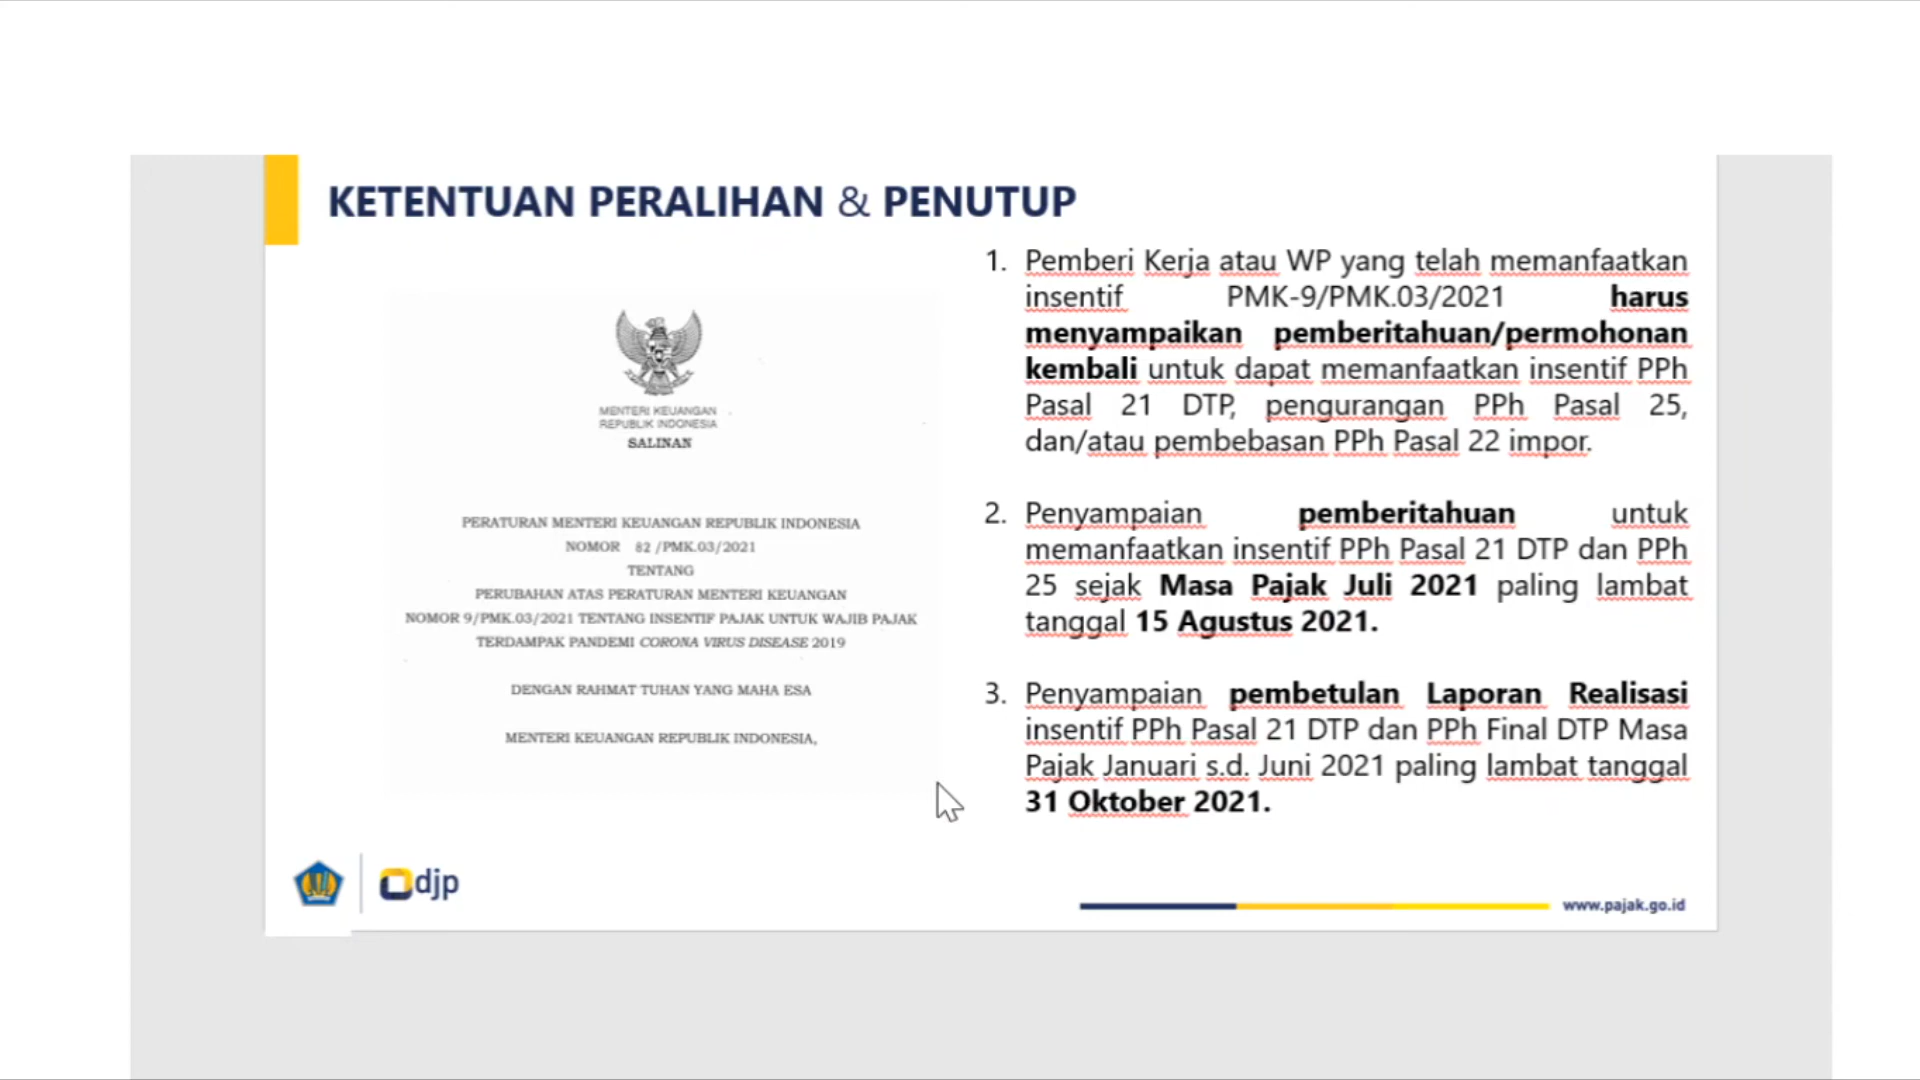 KETENTUAN PERALIHAN & PENUTUP
MENTERI KEUANGAN
REPUBLIK INDONESIA
SALINAN
PERATURAN MENTERI KEUANGAN REPUBLIK INDONESIA
NOMOR 82 /PMK.03/2021
TENTANG
PERUBAHAN ATAS PERATURAN MENTERI KEUANGAN
NOMOR 9/PMK.03/2021 TENTANG INSENTIF PAJAK UNTUK WAJIB PAJAK
TERDAMPAK PANDEMI CORONA VIRUS DISEASE 2019
DENGAN RAHMAT TUHAN YANG MAHA ESA
MENTERI KEUANGAN REPUBLIK INDONESIA,
1. Pemberi Kerja atau WP yang telah memanfaatkan
insentif PMK-9/PMK.03/2021 harus
menyampaikan pemberitahuan/permohonan
kembali untuk dapat memanfaatkan insentif PPh
Pasal 21 DTP, pengurangan PPh Pasal 25,
dan/atau pembebasan PPh Pasal 22 impor.
2. Penyampaian pemberitahuan untuk
memanfaatkan insentif PPh Pasal 21 DTP dan PPh
25 sejak Masa Pajak Juli 2021 paling lambat
tanggal 15 Agustus 2021.
3. Penyampaian pembetulan Laporan Realisasi
insentif PPh Pasal 21 DTP dan PPh Final DTP Masa
Pajak Januari s.d. Juni 2021 paling lambat tanggal
31 Oktober 2021.
djp
www.pajak.go.id